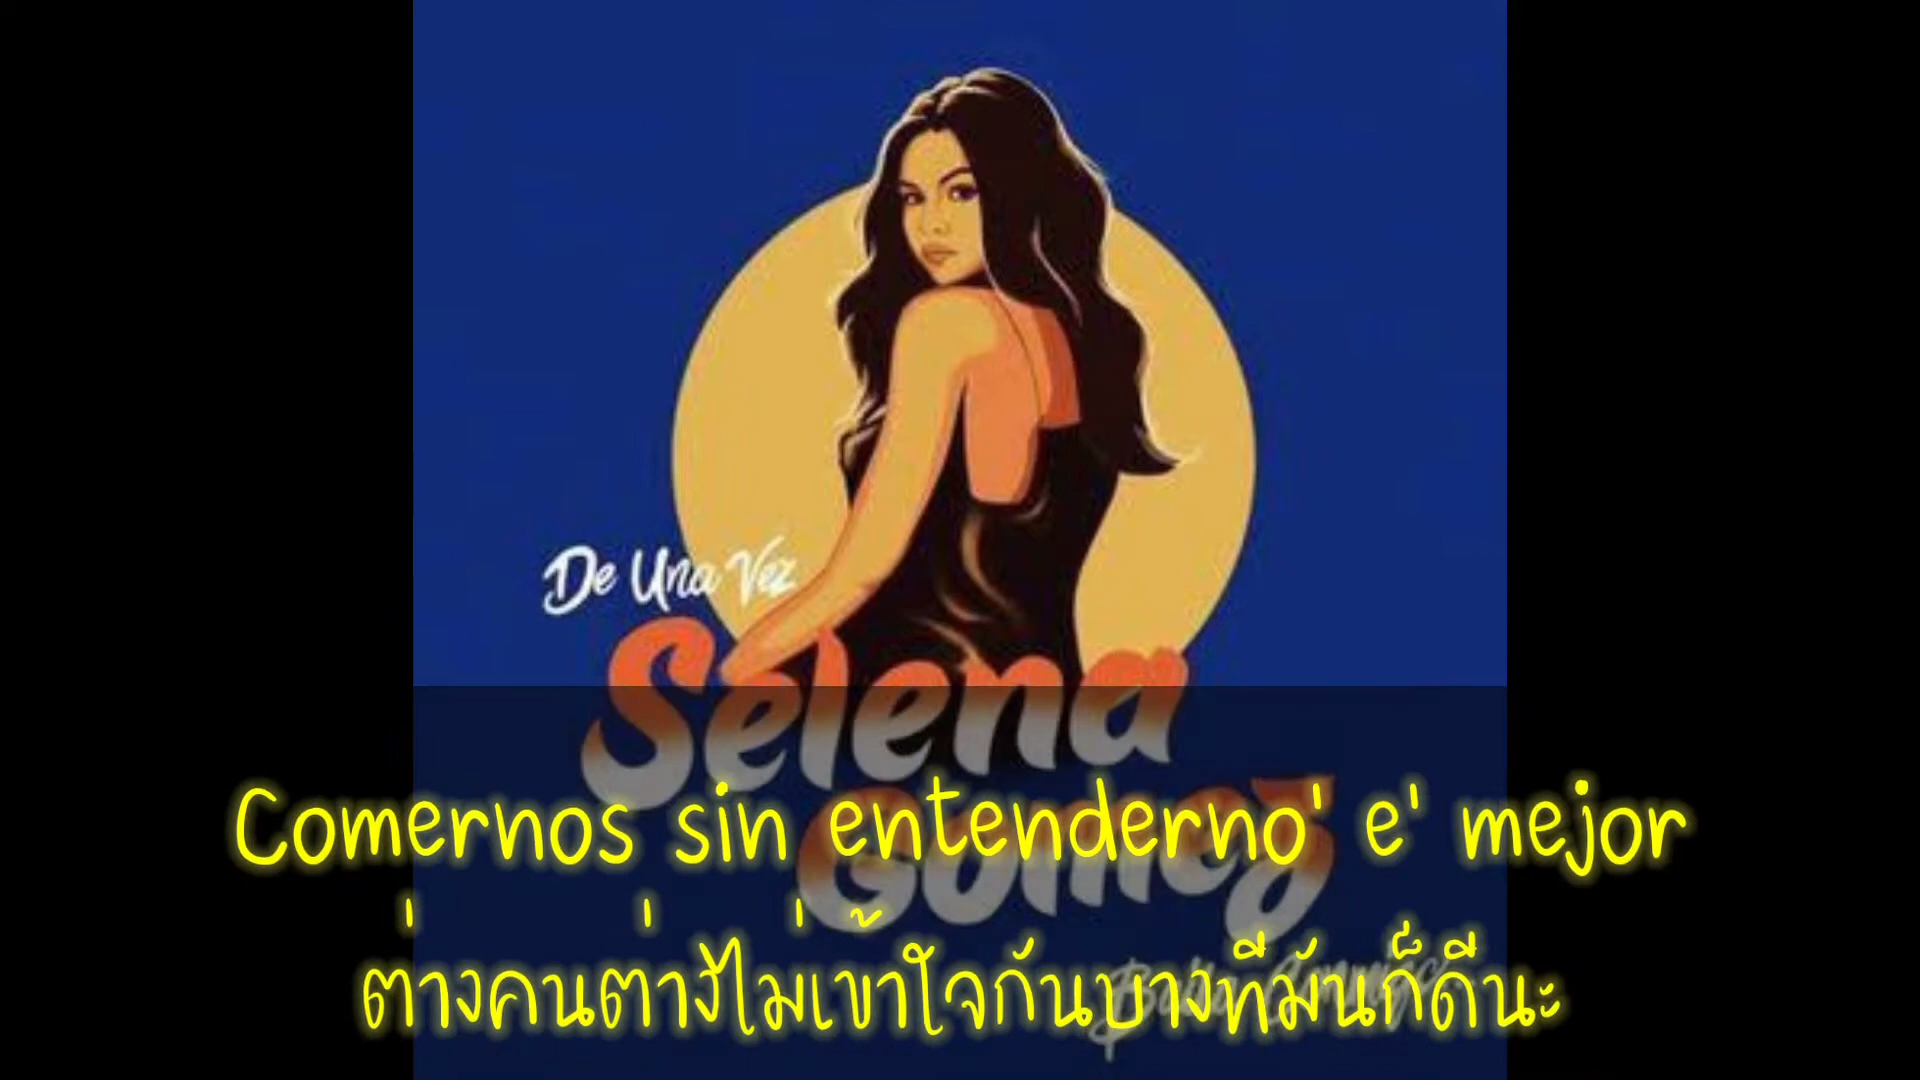 De Una Vez
Selena
Gomez
Comernos sin entenderno' e' mejor
ต่างคนต่างไม่เข้าใจกันบางทีมันก็ดีนะ